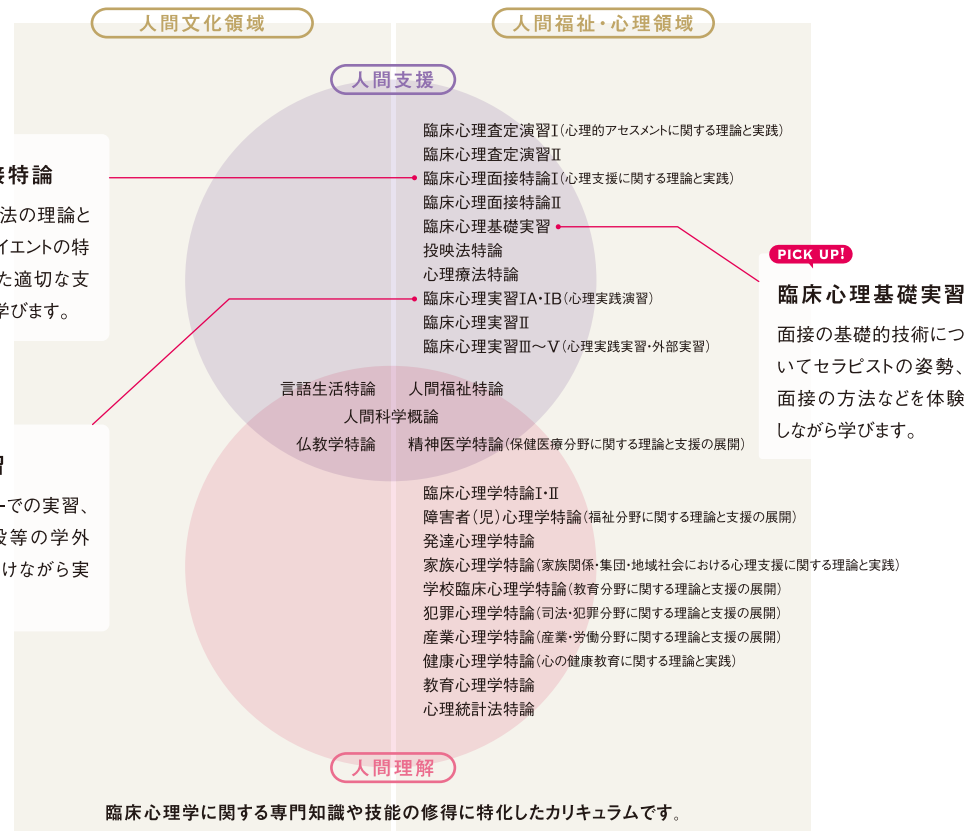 人間文化領域
人間福祉・心理領域
人間支援
臨床心理査定演習Ⅰ(心理的アセスメントに関する理論と実践)
臨床心理査定演習Ⅱ
臨床心理面接特論Ⅰ(心理支援に関する理論と実践)
臨床心理面接特論Ⅱ
臨床心理基礎実習
投映法特論
心理療法特論
臨床心理実習ⅠA・ⅠB(心理実践演習)
臨床心理実習Ⅱ
臨床心理実習Ⅲ〜Ⅴ(心理実践実習・外部実習)
言語生活特論 人間福祉特論
人間科学概論
仏教学特論 精神医学特論(保健医療分野に関する理論と支援の展開)
臨床心理学特論Ⅰ・Ⅱ
障害者(児)心理学特論(福祉分野に関する理論と支援の展開)
発達心理学特論
家族心理学特論(家族関係・集団・地域社会における心理支援に関する理論と実践)
学校臨床心理学特論(教育分野に関する理論と支援の展開)
犯罪心理学特論(司法・犯罪分野に関する理論と支援の展開)
産業心理学特論(産業・労働分野に関する理論と支援の展開)
健康心理学特論(心の健康教育に関する理論と実践)
教育心理学特論
心理統計法特論
人間理解
特論
法の理論と
イエントの特
た適切な支
学びます。
ーでの実習、
設等の学外
けながら実
PICK UP!
臨床心理基礎実習
面接の基礎的技術につ
いてセラピストの姿勢、
面接の方法などを体験
しながら学びます。
臨床心理学に関する専門知識や技能の修得に特化したカリキュラムです。